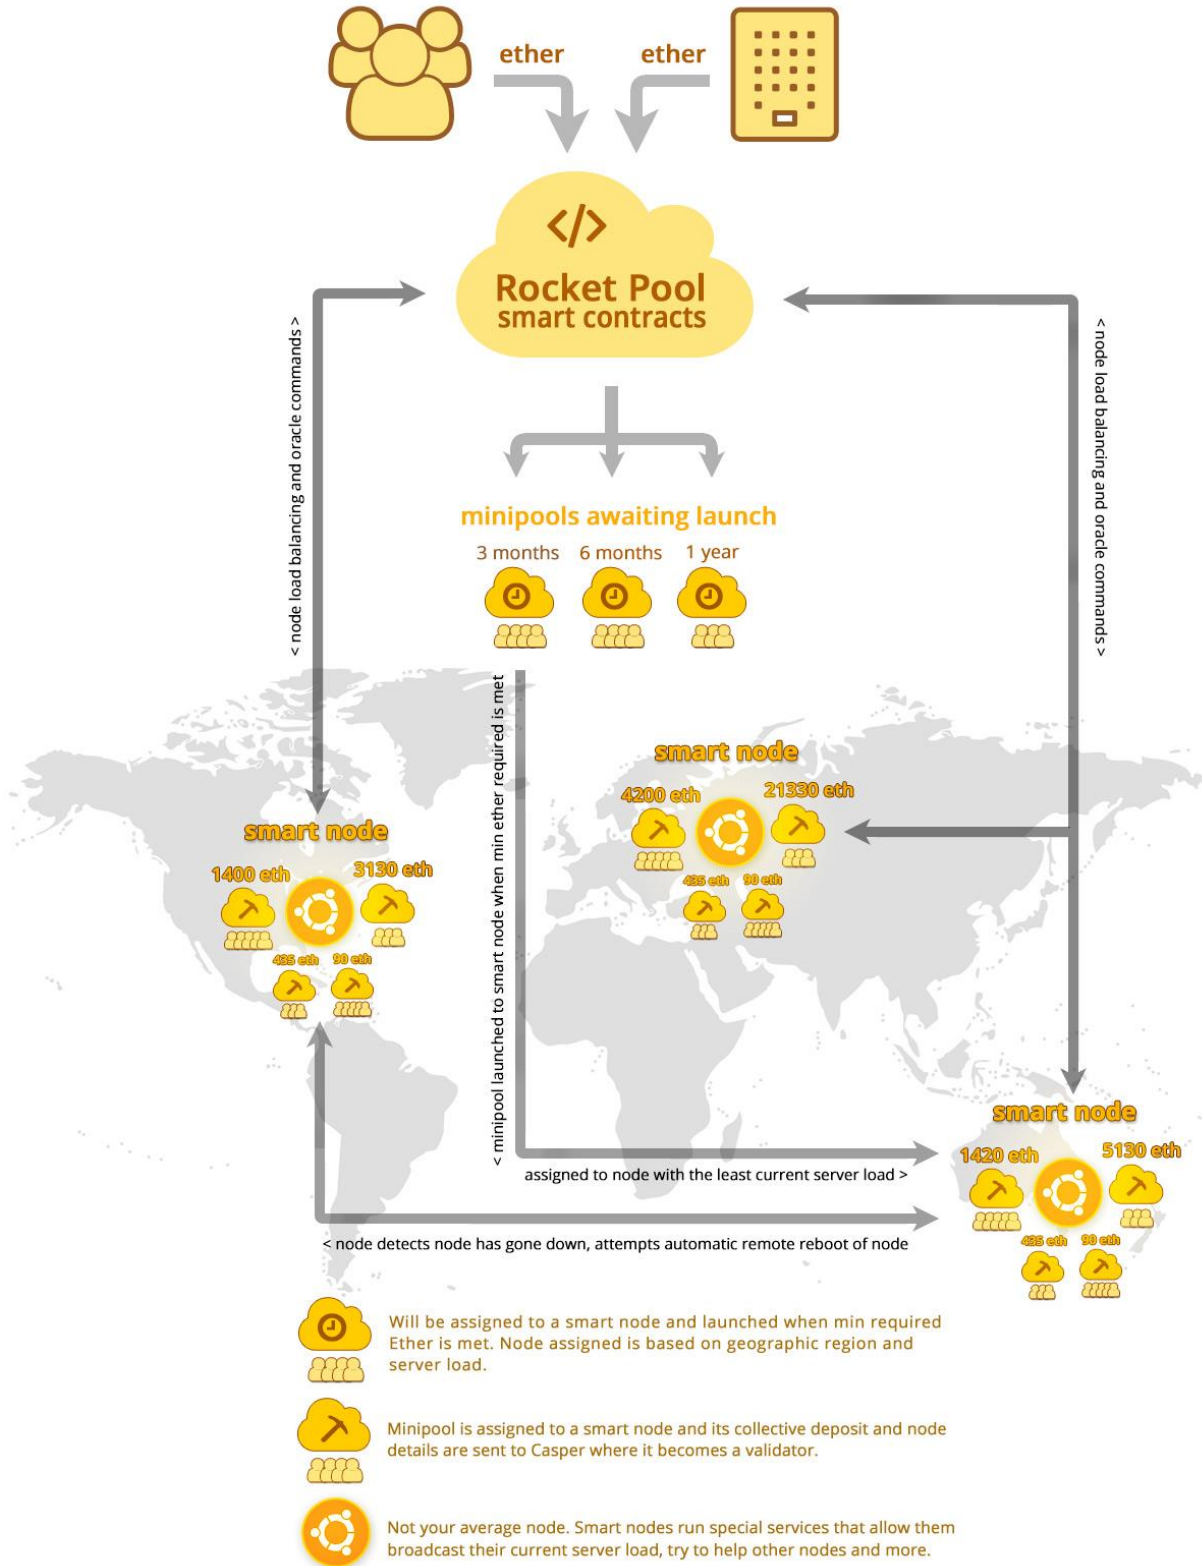 ether
ether
</>
Rocket Pool
smart contracts
< node load balancing and oracle commands >
< node load balancing and oracle commands >
minipools awaiting launch
3 months
6 months
1 year
< minipool launched to smart node when min ether required is met
smart node
4200 eth
21330 eth
435 eth
90 eth
smart node
1400 eth
3130 eth
435 eth
90 eth
smart node
1420 eth
5130 eth
435 eth
90 eth
assigned to node with the least current server load >
< node detects node has gone down, attempts automatic remote reboot of node
Will be assigned to a smart node and launched when min required
Ether is met. Node assigned is based on geographic region and
server load.
Minipool is assigned to a smart node and its collective deposit and node
details are sent to Casper where it becomes a validator.
Not your average node. Smart nodes run special services that allow them
broadcast their current server load, try to help other nodes and more.